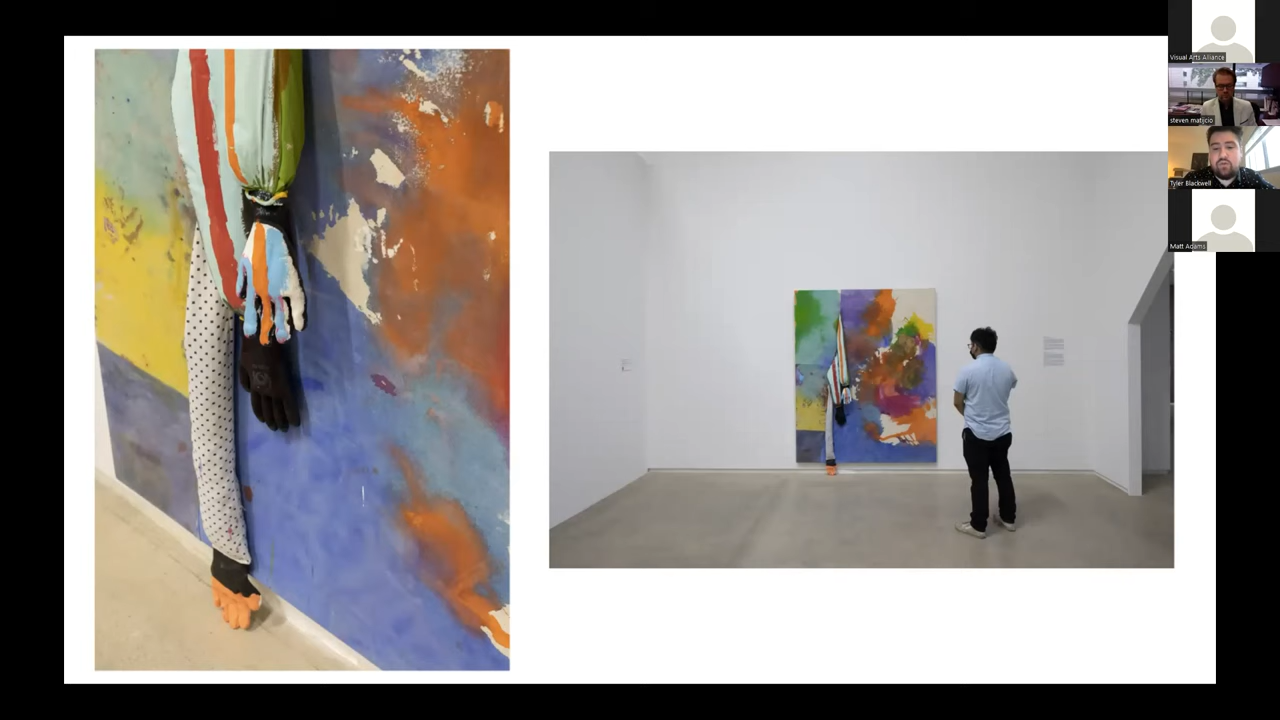 Visual Arts Alliance
steven matijcio
Tyler Blackwell
Matt Adams